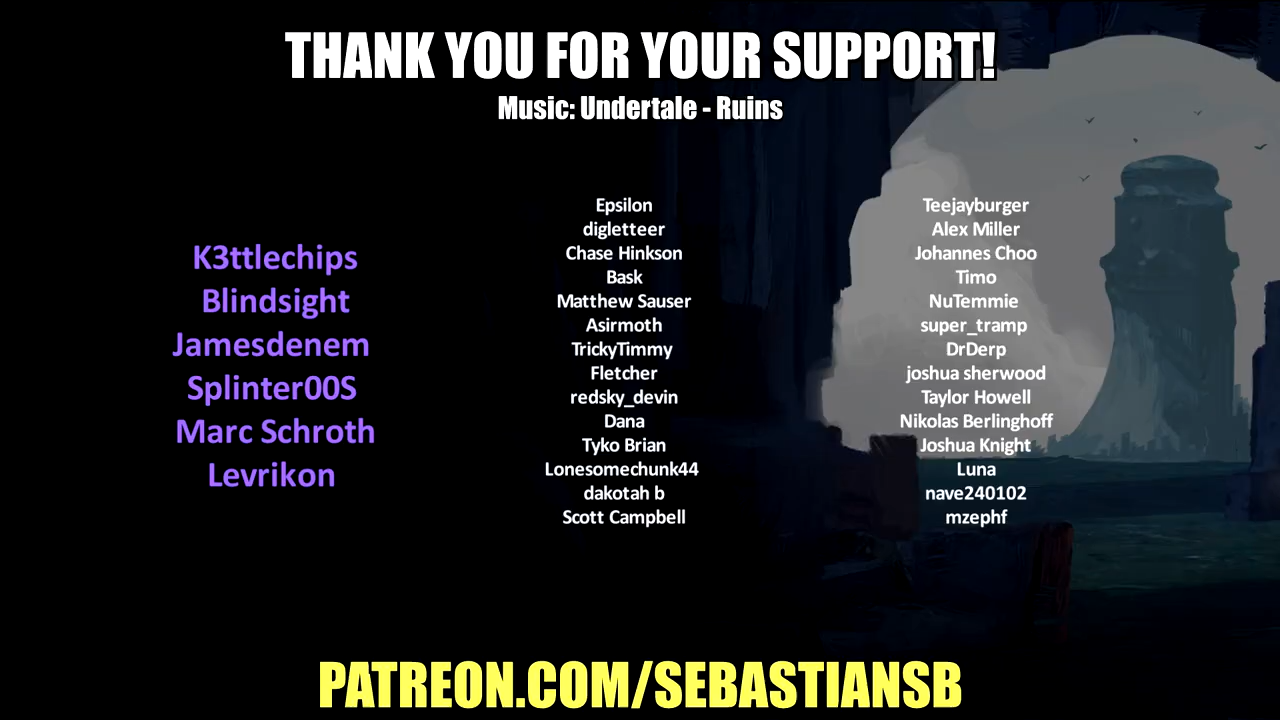 THANK YOU FOR YOUR SUPPORT!
Music: Undertale - Ruins
K3ttlechips
Blindsight
Jamesdenem
Splinter00S
Marc Schroth
Levrikon
Epsilon
digletteer
Chase Hinkson
Bask
Matthew Sauser
Asirmoth
TrickyTimmy
Fletcher
redsky_devin
Dana
Tyko Brian
Lonesomechunk44
dakotah b
Scott Campbell
Teejayburger
Alex Miller
Johannes Choo
Timo
NuTemmie
super_tramp
DrDerp
joshua sherwood
Taylor Howell
Nikolas Berlinghoff
Joshua Knight
Luna
nave240102
mzephf
PATREON.COM/SEBASTIANSB